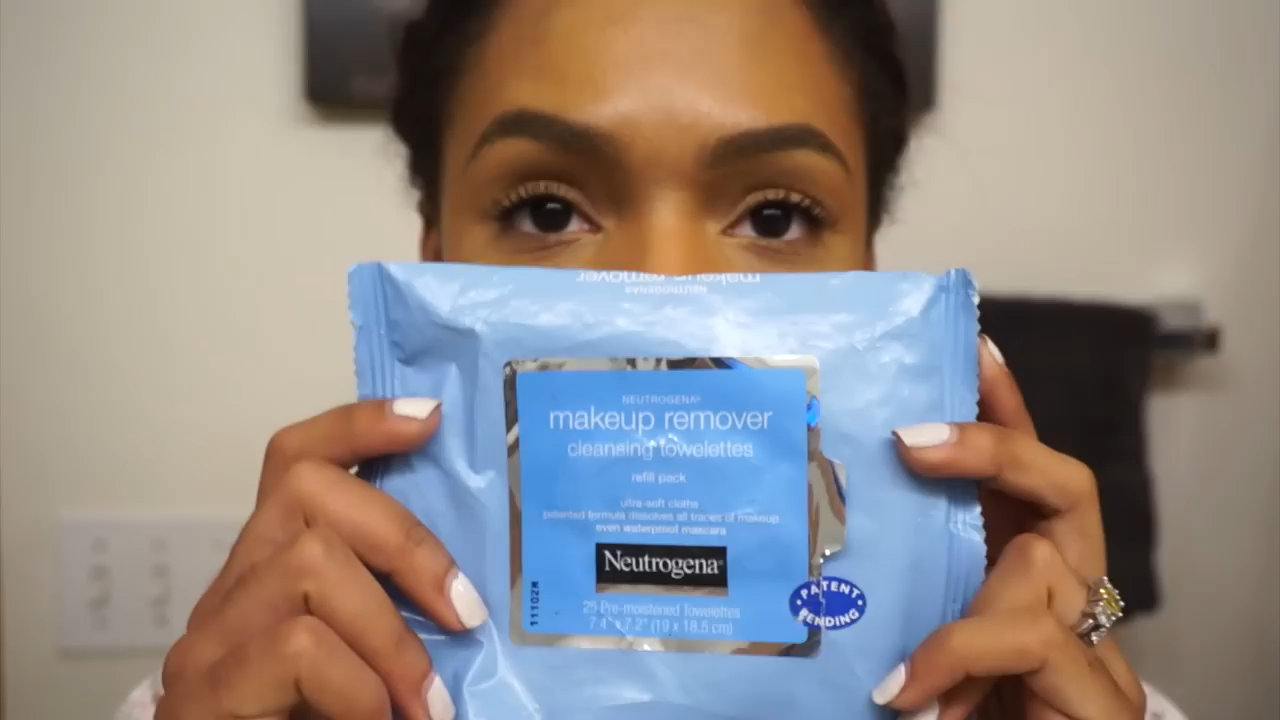 makeup remover
NEUTROGENA®
NEUTROGENA®
makeup remover
cleansing towelettes
refill pack
ultra-soft cloths
patented formula dissolves all traces of makeup
even waterproof mascara
Neutrogena®
11102M
25 Pre-moistened Towelettes
7.4" x 7.2" (19 x 18.5 cm)
PATENT
PENDING